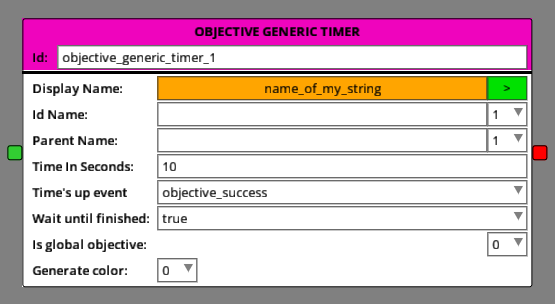 OBJECTIVE GENERIC TIMER
Id: objective_generic_timer_1
Display Name: name_of_my_string >
Id Name: 1
Parent Name: 1
Time In Seconds: 10
Time's up event objective_success
Wait until finished: true
Is global objective: 0
Generate color: 0